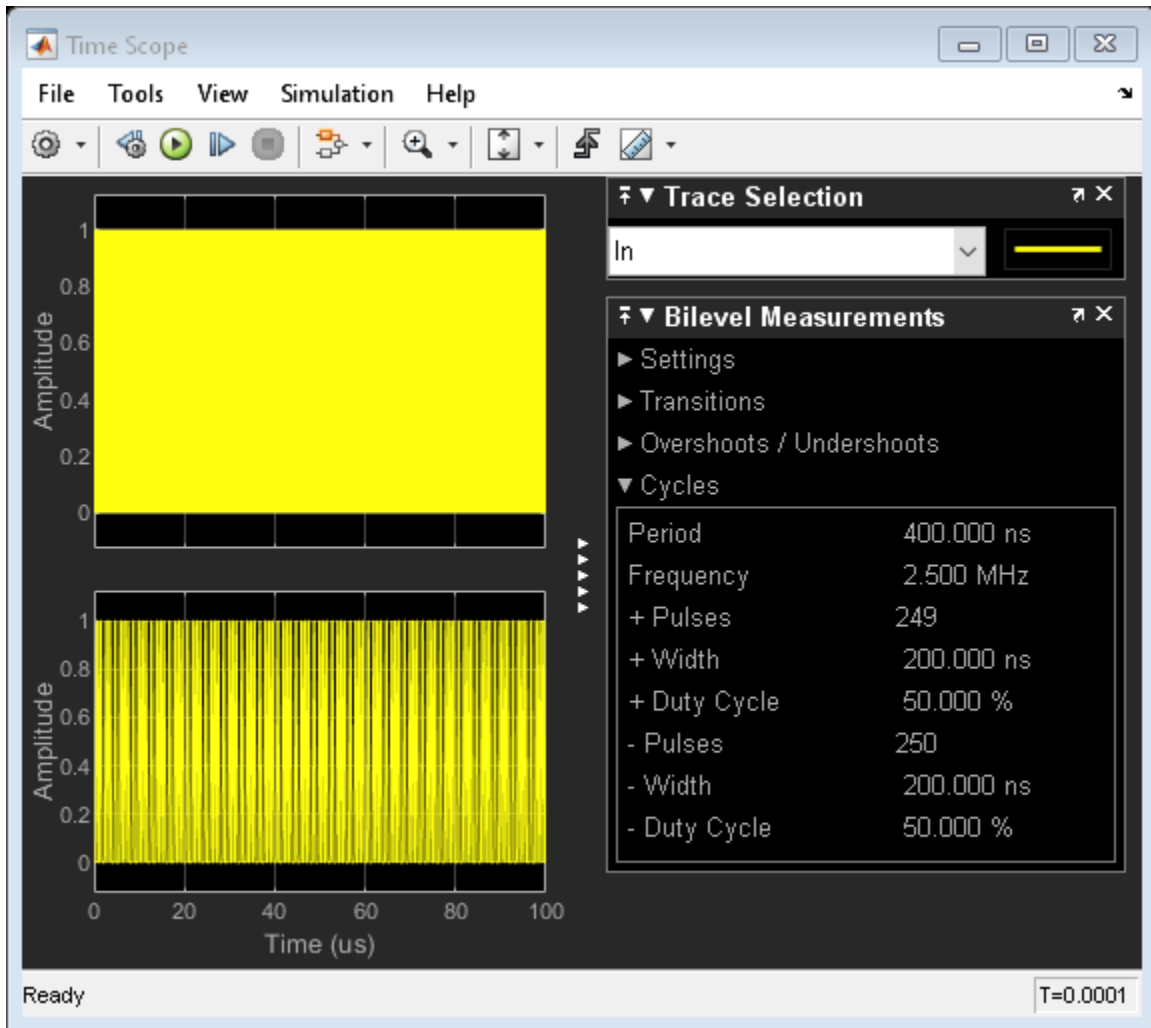 Time Scope
File Tools View Simulation Help
Trace Selection
In
Bilevel Measurements
Settings
Transitions
Overshoots / Undershoots
Cycles
Period 400.000 ns
Frequency 2.500 MHz
+ Pulses 249
+ Width 200.000 ns
+ Duty Cycle 50.000 %
- Pulses 250
- Width 200.000 ns
- Duty Cycle 50.000 %
1
0.8
0.6
0.4
0.2
0
Amplitude
1
0.8
0.6
0.4
0.2
0
Amplitude
0 20 40 60 80 100
Time (us)
Ready T=0.0001